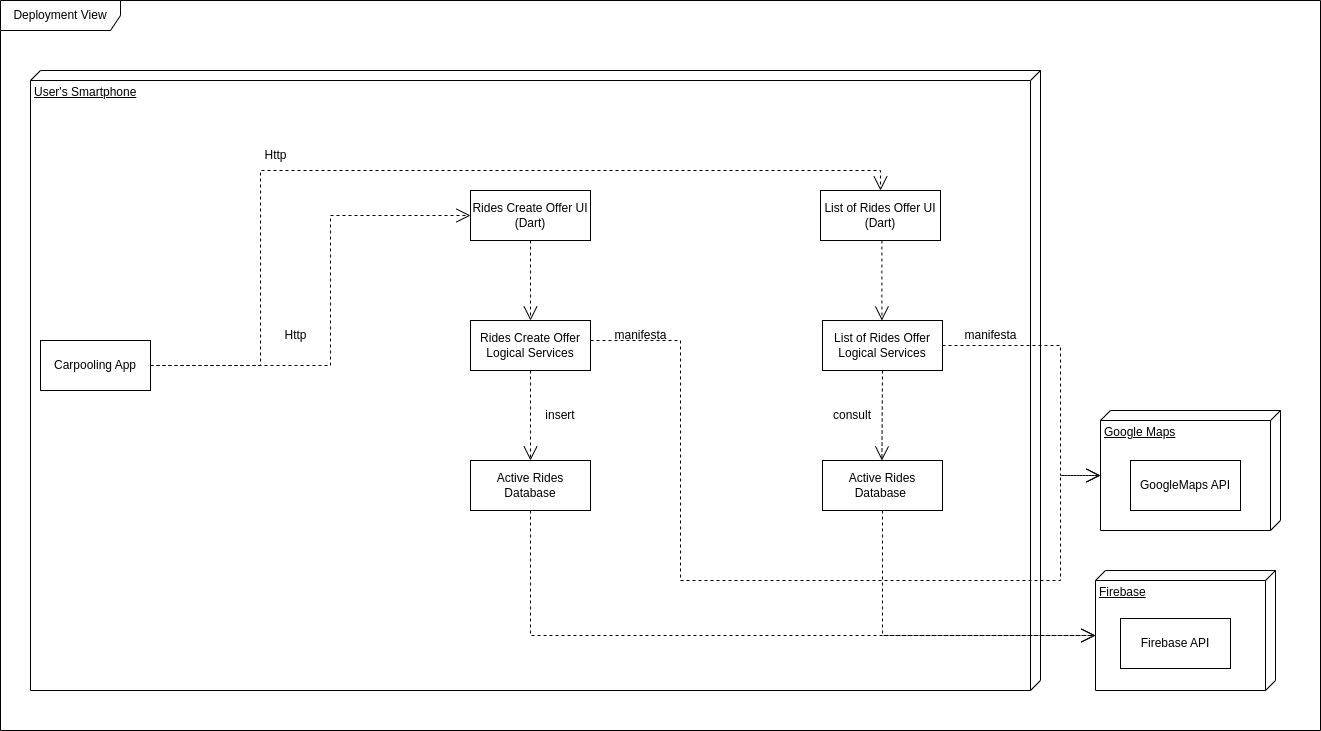 Deployment View
User's Smartphone
Http
Rides Create Offer UI
(Dart)
List of Rides Offer UI
(Dart)
Http
Carpooling App
Rides Create Offer
Logical Services
manifesta
List of Rides Offer
Logical Services
manifesta
insert
consult
Active Rides
Database
Active Rides
Database
Google Maps
GoogleMaps API
Firebase
Firebase API